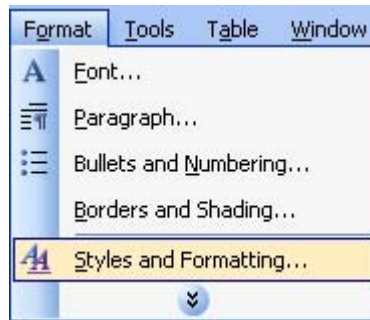 Format Tools Table Window
Font...
Paragraph...
Bullets and Numbering...
Borders and Shading...
Styles and Formatting...